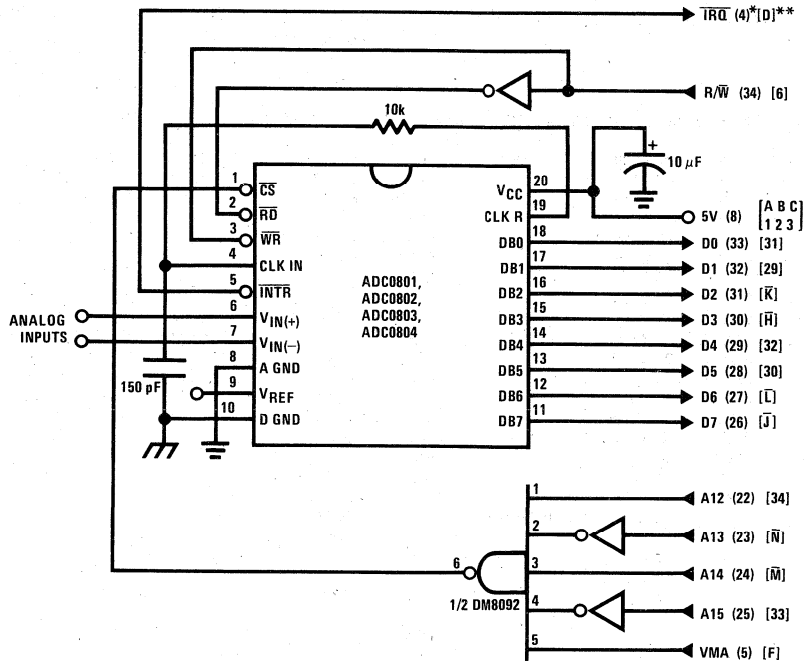 I̅R̅Q̅ (4)*[D]**
R/W̅ (34) [6]
10k
10 μF
+
1 C̅S̅
2 R̅D̅
3 W̅R̅
4 CLK IN
5 I̅N̅T̅R̅
6 VIN(+)
7 VIN(−)
8 A GND
9 VREF
10 D GND
ANALOG
INPUTS
150 pF
ADC0801,
ADC0802,
ADC0803,
ADC0804
VCC 20
CLK R 19
DB0 18
DB1 17
DB2 16
DB3 15
DB4 14
DB5 13
DB6 12
DB7 11
5V (8) [A B C
1 2 3]
D0 (33) [31]
D1 (32) [29]
D2 (31) [K̅]
D3 (30) [H̅]
D4 (29) [32]
D5 (28) [30]
D6 (27) [L̅]
D7 (26) [J̅]
1 A12 (22) [34]
2 A13 (23) [N̅]
3 A14 (24) [M̅]
4 A15 (25) [33]
5 VMA (5) [F]
6
1/2 DM8092